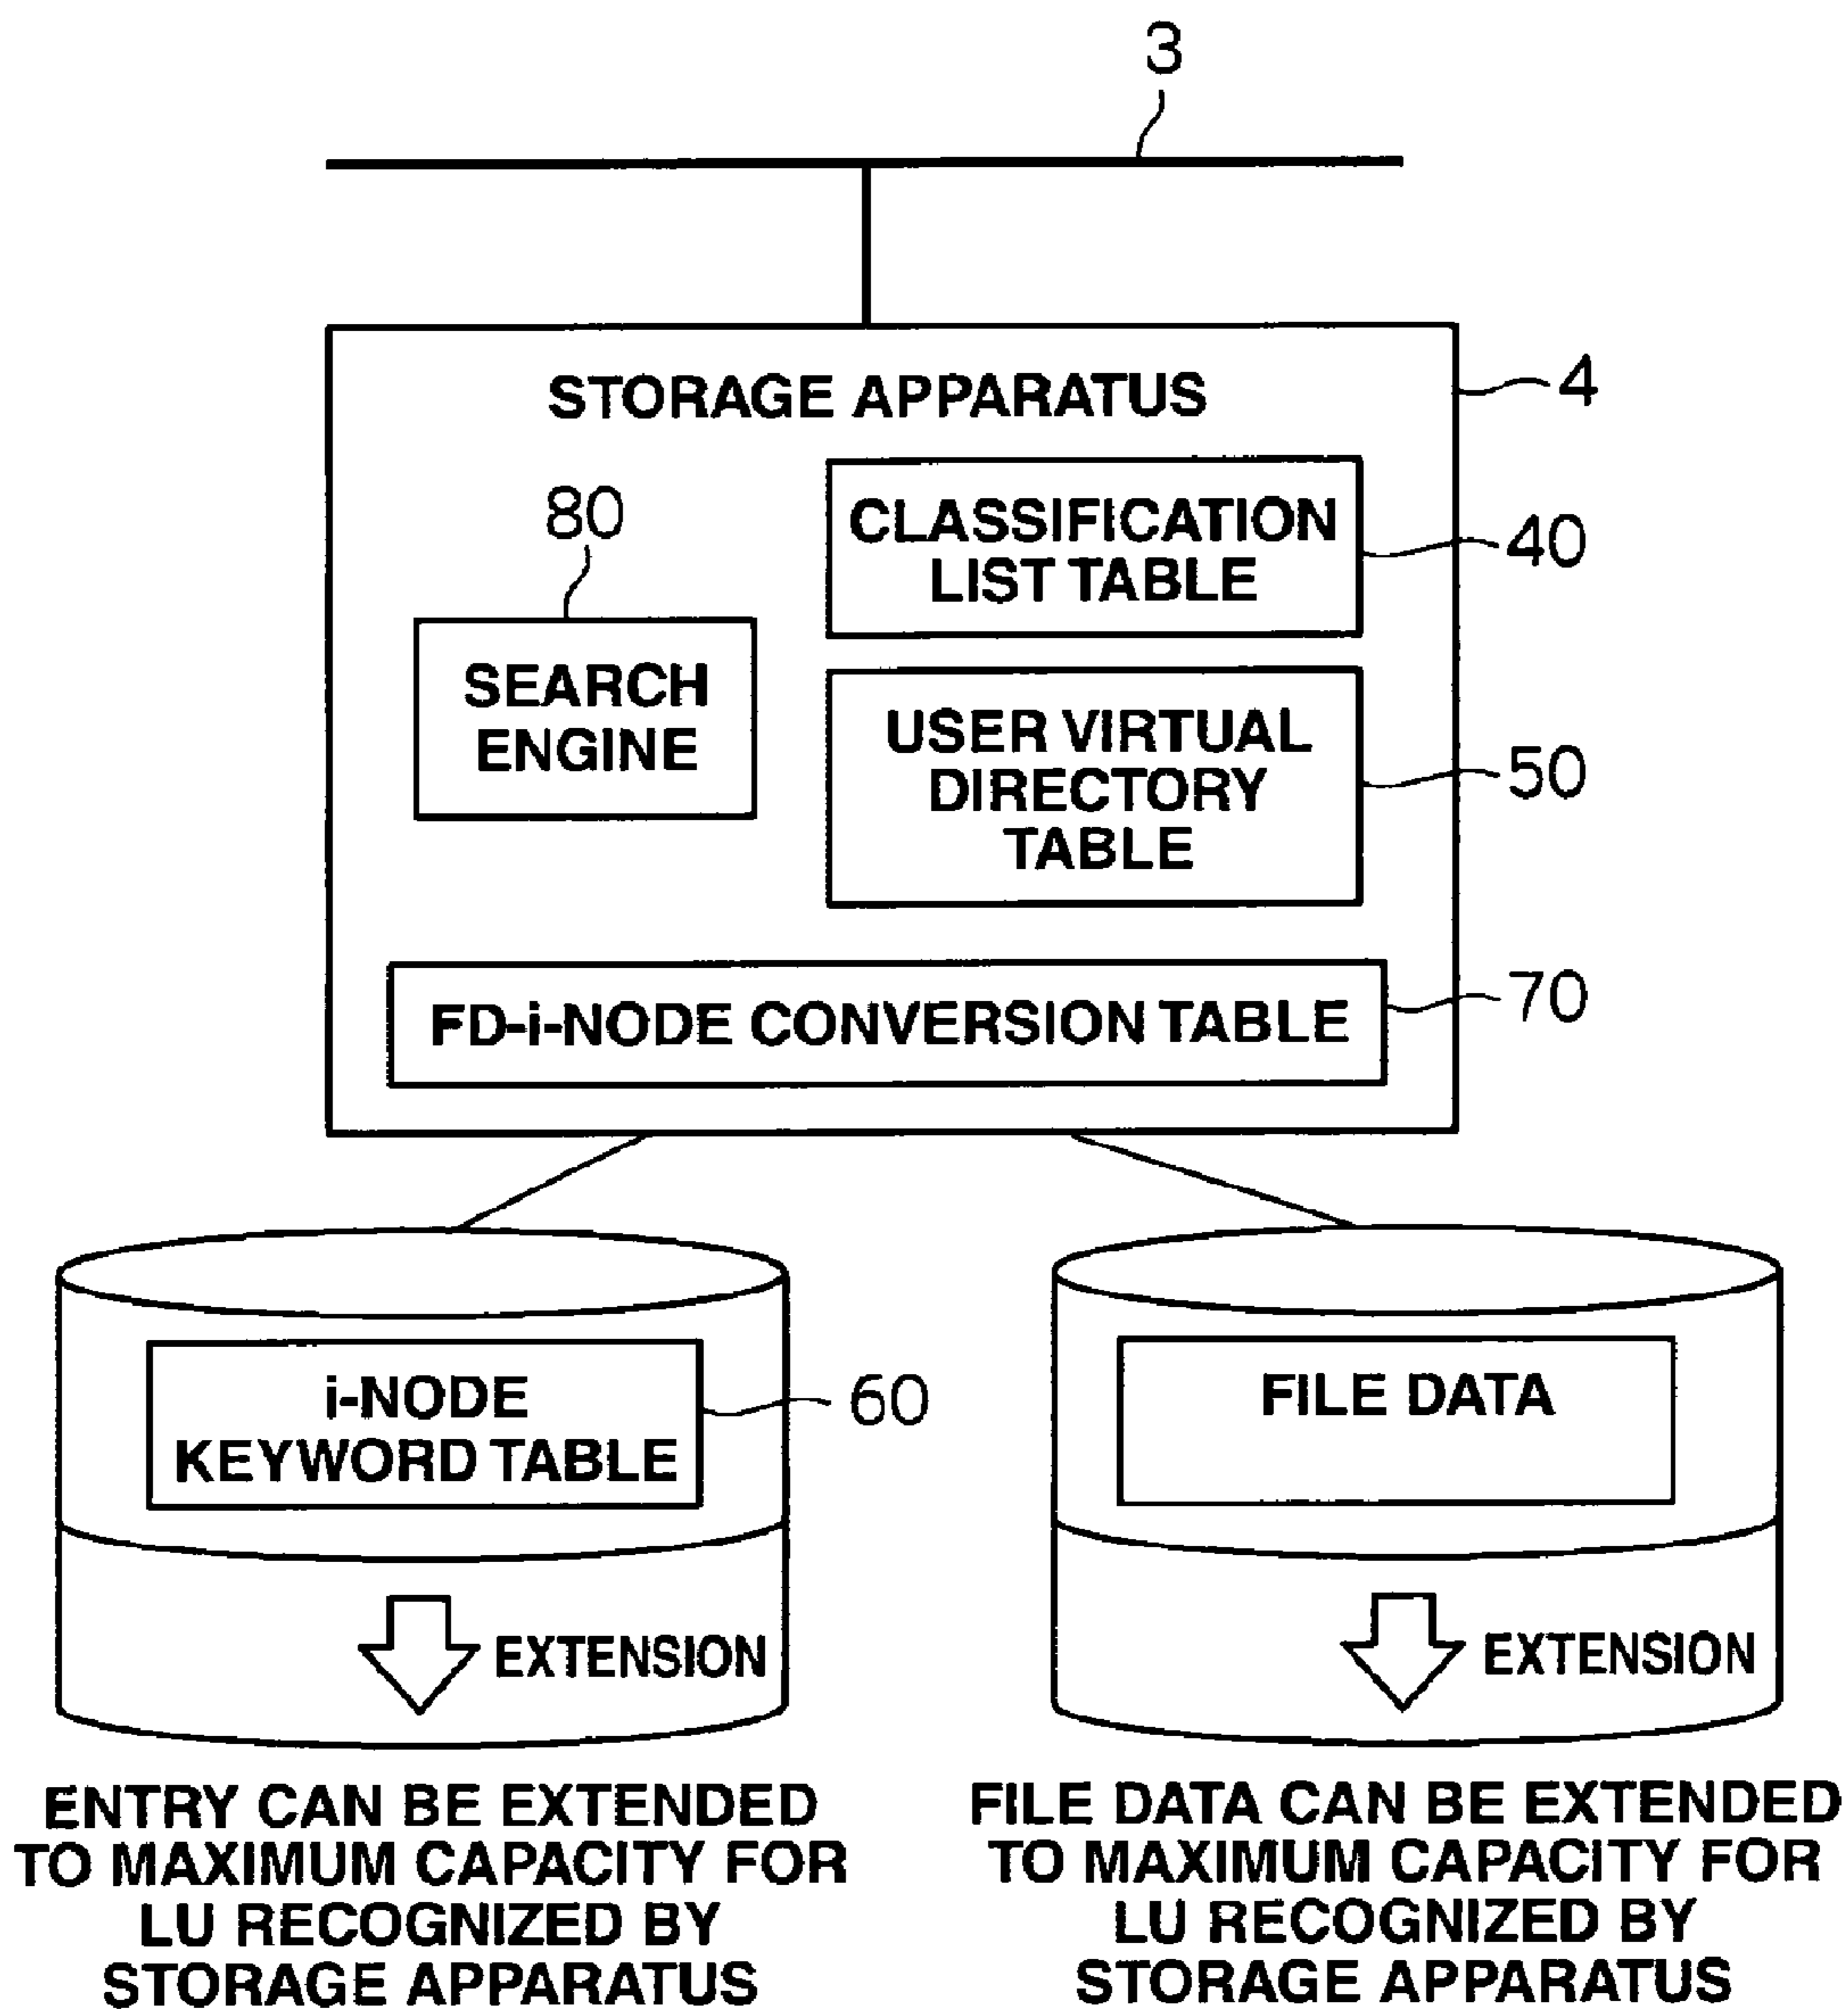 3
STORAGE APPARATUS
4
CLASSIFICATION
LIST TABLE
40
80
SEARCH
ENGINE
USER VIRTUAL
DIRECTORY
TABLE
50
FD-i-NODE CONVERSION TABLE
70
i-NODE
KEYWORD TABLE
60
FILE DATA
EXTENSION
EXTENSION
ENTRY CAN BE EXTENDED
TO MAXIMUM CAPACITY FOR
LU RECOGNIZED BY
STORAGE APPARATUS
FILE DATA CAN BE EXTENDED
TO MAXIMUM CAPACITY FOR
LU RECOGNIZED BY
STORAGE APPARATUS